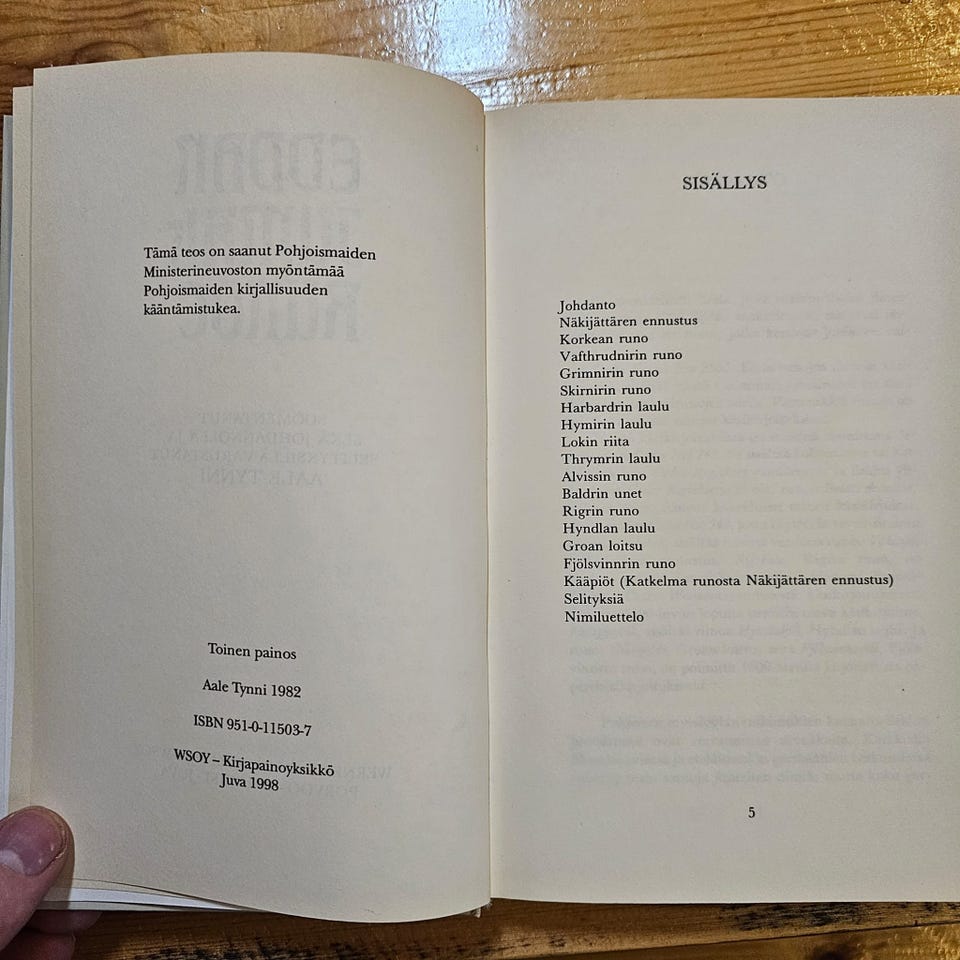 Tämä teos on saanut Pohjoismaiden
Ministerineuvoston myöntämää
Pohjoismaiden kirjallisuuden
kääntämistukea.
Toinen painos
Aale Tynni 1982
ISBN 951-0-11503-7
WSOY – Kirjapainoyksikkö
Juva 1998
SISÄLLYS
Johdanto
Näkijättären ennustus
Korkean runo
Vafthrudnirin runo
Grimnirin runo
Skirnirin runo
Harbardrin laulu
Hymirin laulu
Lokin riita
Thrymrin laulu
Alvissin runo
Baldrin unet
Rigrin runo
Hyndlan laulu
Groan loitsu
Fjölsvinnrin runo
Kääpiöt (Katkelma runosta Näkijättären ennustus)
Selityksiä
Nimiluettelo
5